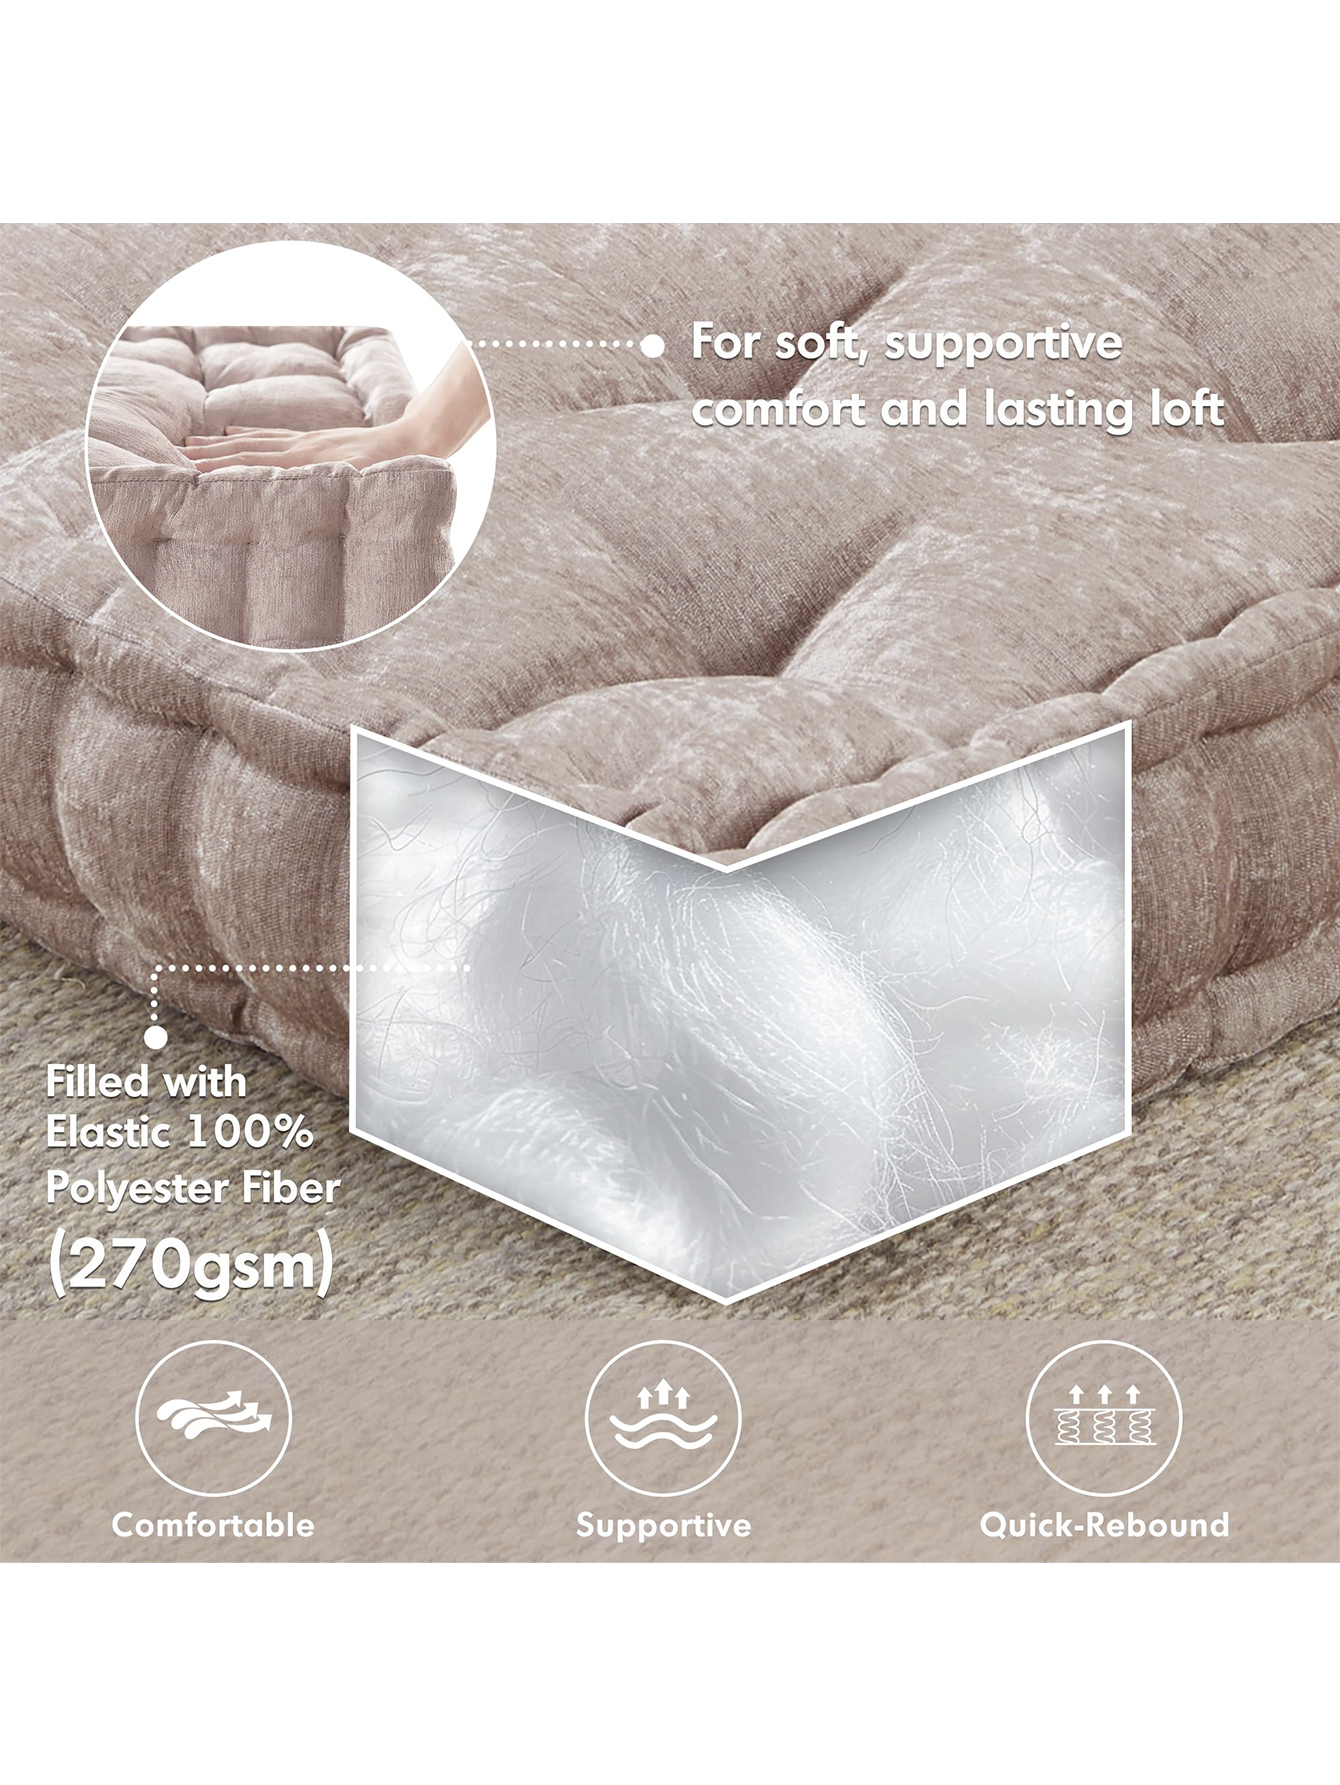 For soft, supportive
comfort and lasting loft
Filled with
Elastic 100%
Polyester Fiber
(270gsm)
Comfortable
Supportive
Quick-Rebound